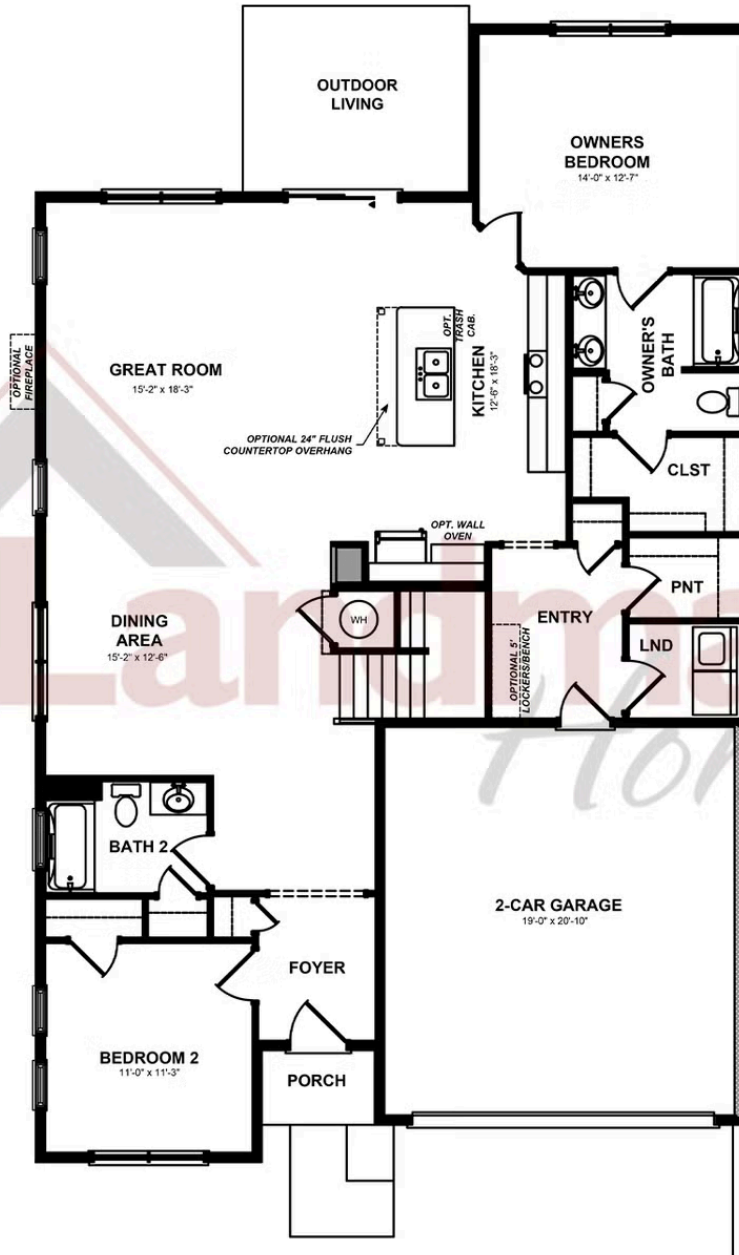 OUTDOOR
LIVING
OWNERS
BEDROOM
14'-0" x 12'-7"
OPTIONAL
FIREPLACE
GREAT ROOM
15'-2" x 18'-3"
OPT.
TRASH
CAB.
KITCHEN
12'-6" x 18'-3"
OWNER'S
BATH
OPTIONAL 24" FLUSH
COUNTERTOP OVERHANG
CLST
OPT. WALL
OVEN
PNT
ENTRY
WH
DINING
AREA
15'-2" x 12'-6"
LND
OPTIONAL 5'
LOCKERS/BENCH
BATH 2
2-CAR GARAGE
19'-0" x 20'-10"
FOYER
BEDROOM 2
11'-0" x 11'-3"
PORCH
Landma
Hor